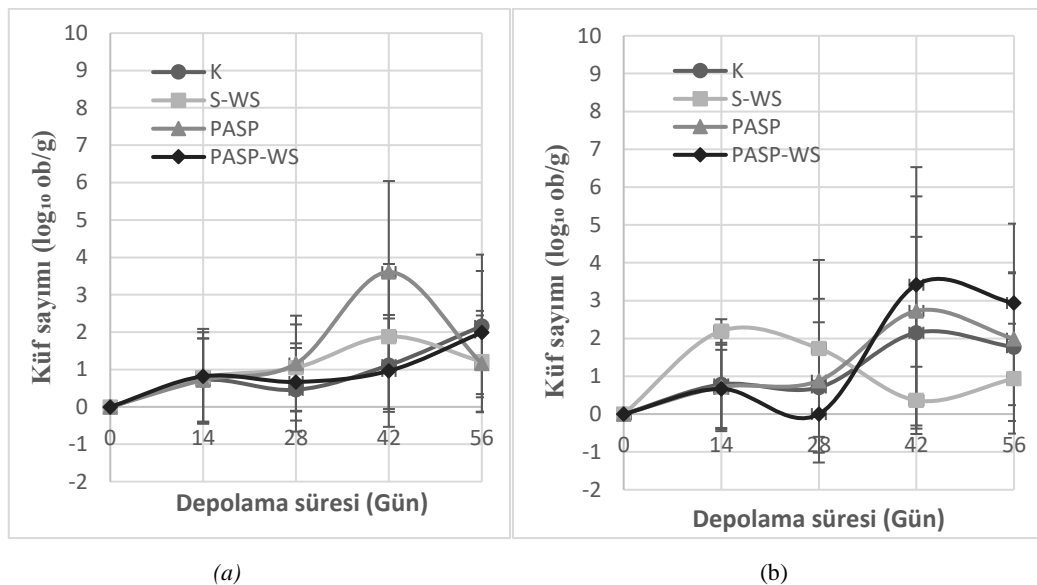 10
9
8
7
6
5
4
3
2
1
0
-1
-2
0 14 28 42 56
K
S-WS
PASP
PASP-WS
Küf sayımı (log₁₀ ob/g)
Depolama süresi (Gün)
(a)
10
9
8
7
6
5
4
3
2
1
0
-1
-2
0 14 28 42 56
K
S-WS
PASP
PASP-WS
Küf sayımı (log₁₀ ob/g)
Depolama süresi (Gün)
(b)